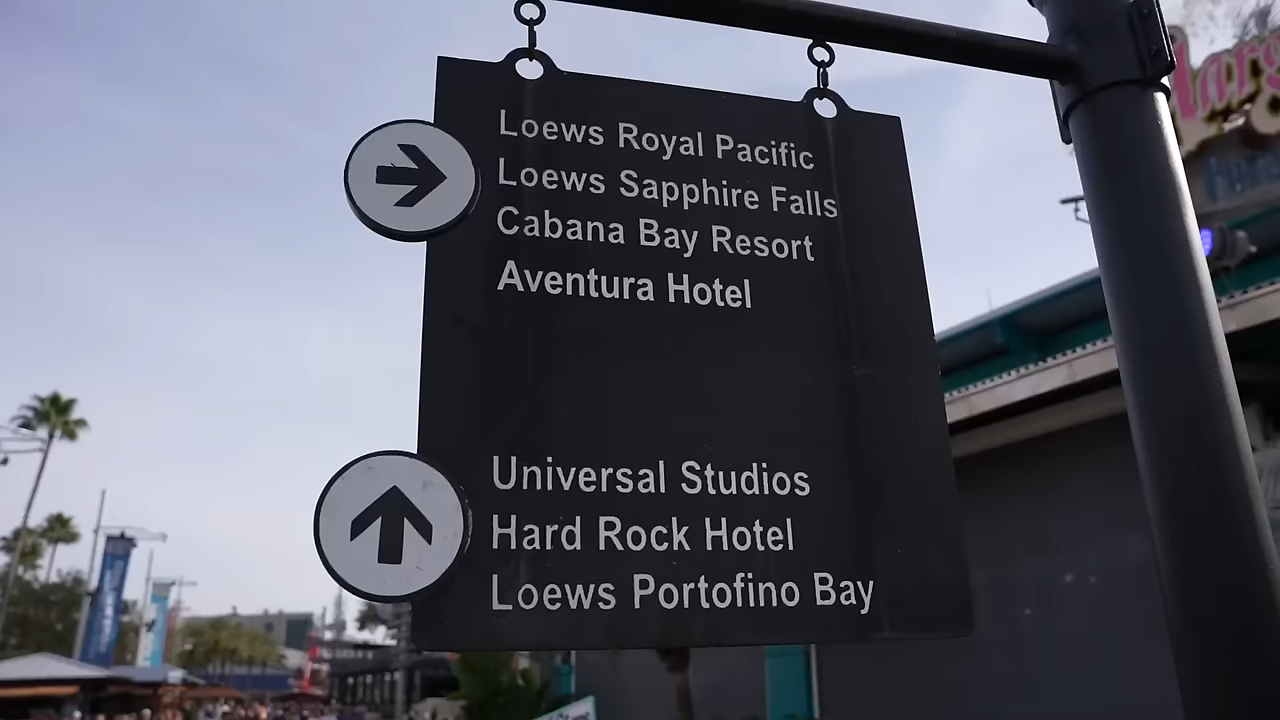 Loews Royal Pacific
Loews Sapphire Falls
Cabana Bay Resort
Aventura Hotel
Universal Studios
Hard Rock Hotel
Loews Portofino Bay